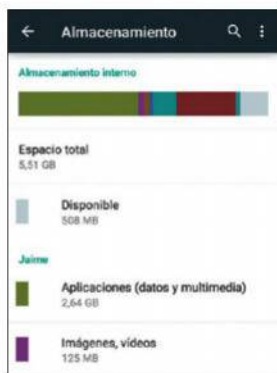 Almacenamiento
Almacenamiento interno
Espacio total
5,51 GB
Disponible
508 MB
Jaime
Aplicaciones (datos y multimedia)
2,64 GB
Imágenes, vídeos
125 MB